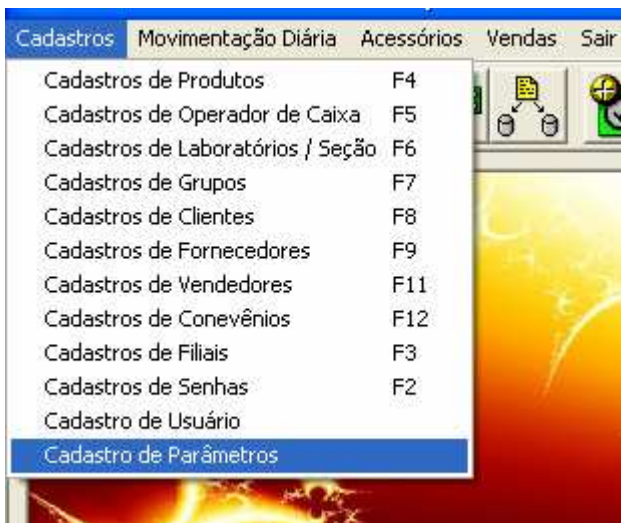 Cadastros Movimentação Diária Acessórios Vendas Sair
Cadastros de Produtos F4
Cadastros de Operador de Caixa F5
Cadastros de Laboratórios / Seção F6
Cadastros de Grupos F7
Cadastros de Clientes F8
Cadastros de Fornecedores F9
Cadastros de Vendedores F11
Cadastros de Conevênios F12
Cadastros de Filiais F3
Cadastros de Senhas F2
Cadastro de Usuário
Cadastro de Parâmetros